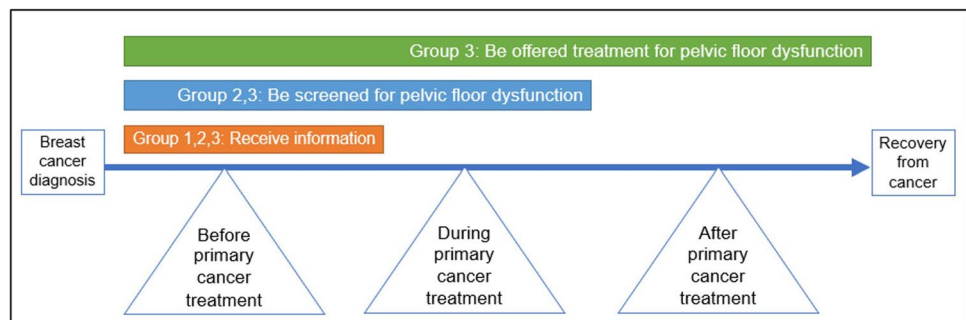 Group 3: Be offered treatment for pelvic floor dysfunction
Group 2,3: Be screened for pelvic floor dysfunction
Group 1,2,3: Receive information
Breast
cancer
diagnosis
Recovery
from
cancer
Before
primary
cancer
treatment
During
primary
cancer
treatment
After
primary
cancer
treatment